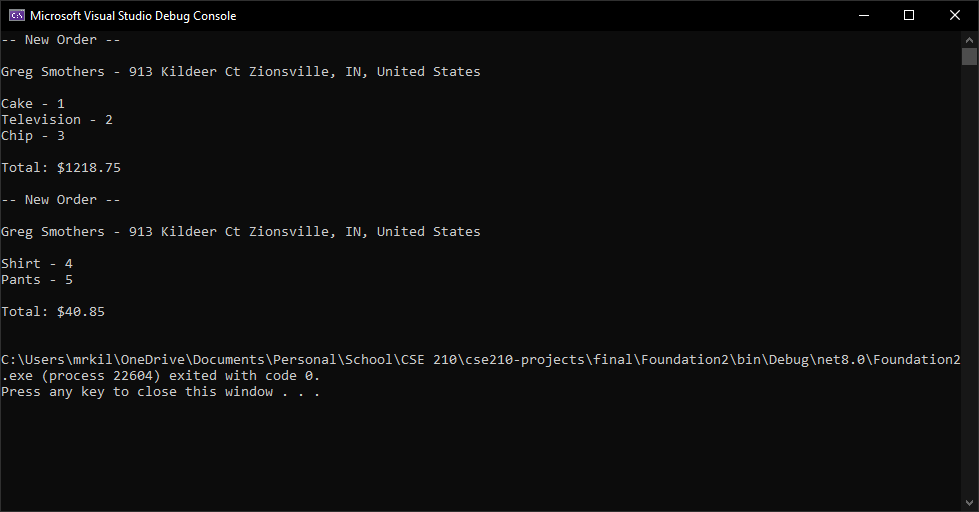 Microsoft Visual Studio Debug Console
-- New Order --
Greg Smothers - 913 Kildeer Ct Zionsville, IN, United States
Cake - 1
Television - 2
Chip - 3
Total: $1218.75
-- New Order --
Greg Smothers - 913 Kildeer Ct Zionsville, IN, United States
Shirt - 4
Pants - 5
Total: $40.85
C:\Users\mrkil\OneDrive\Documents\Personal\School\CSE 210\cse210-projects\final\Foundation2\bin\Debug\net8.0\Foundation2
.exe (process 22604) exited with code 0.
Press any key to close this window . . .